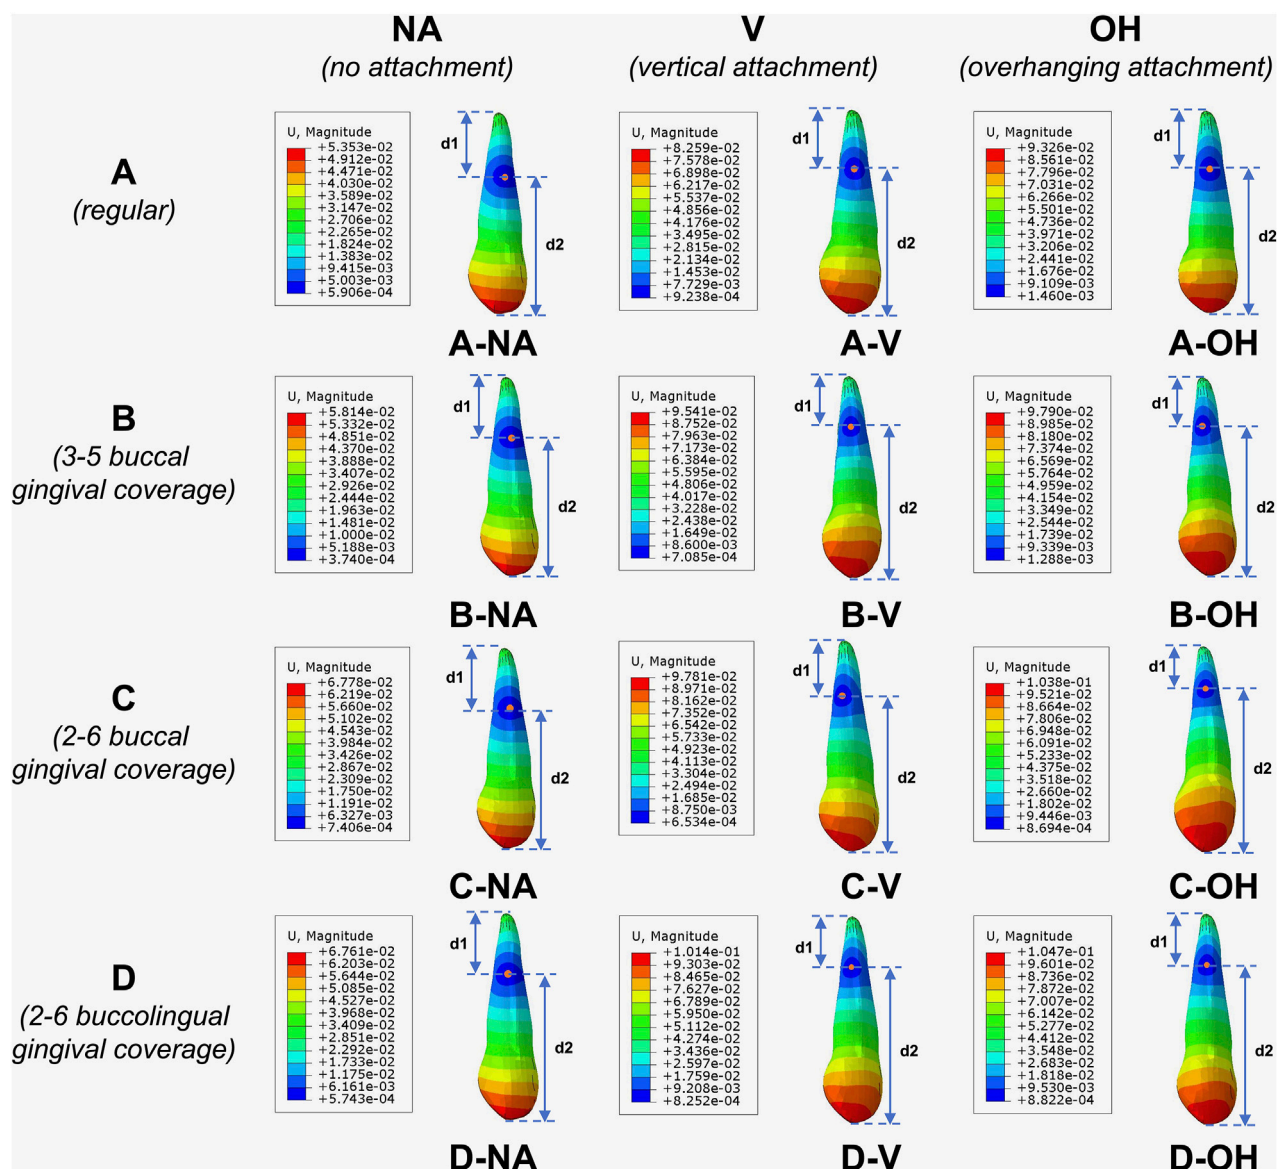 NA
(no attachment)
V
(vertical attachment)
OH
(overhanging attachment)
A
(regular)
U, Magnitude
+5.353e-02
+4.912e-02
+4.471e-02
+4.030e-02
+3.589e-02
+3.147e-02
+2.706e-02
+2.265e-02
+1.824e-02
+1.383e-02
+9.415e-03
+5.003e-03
+5.906e-04
d1
d2
A-NA
U, Magnitude
+8.259e-02
+7.578e-02
+6.898e-02
+6.217e-02
+5.537e-02
+4.856e-02
+4.176e-02
+3.495e-02
+2.815e-02
+2.134e-02
+1.453e-02
+7.729e-03
+9.238e-04
d1
d2
A-V
U, Magnitude
+9.326e-02
+8.561e-02
+7.796e-02
+7.031e-02
+6.266e-02
+5.501e-02
+4.736e-02
+3.971e-02
+3.206e-02
+2.441e-02
+1.676e-02
+9.109e-03
+1.460e-03
d1
d2
A-OH
B
(3-5 buccal
gingival coverage)
U, Magnitude
+5.814e-02
+5.332e-02
+4.851e-02
+4.370e-02
+3.888e-02
+3.407e-02
+2.926e-02
+2.444e-02
+1.963e-02
+1.481e-02
+1.000e-02
+5.188e-03
+3.740e-04
d1
d2
B-NA
U, Magnitude
+9.541e-02
+8.752e-02
+7.963e-02
+7.173e-02
+6.384e-02
+5.595e-02
+4.806e-02
+4.017e-02
+3.228e-02
+2.438e-02
+1.649e-02
+8.600e-03
+7.085e-04
d1
d2
B-V
U, Magnitude
+9.790e-02
+8.985e-02
+8.180e-02
+7.374e-02
+6.569e-02
+5.764e-02
+4.959e-02
+4.154e-02
+3.349e-02
+2.544e-02
+1.739e-02
+9.339e-03
+1.288e-03
d1
d2
B-OH
C
(2-6 buccal
gingival coverage)
U, Magnitude
+6.778e-02
+6.219e-02
+5.660e-02
+5.102e-02
+4.543e-02
+3.984e-02
+3.426e-02
+2.867e-02
+2.309e-02
+1.750e-02
+1.191e-02
+6.327e-03
+7.406e-04
d1
d2
C-NA
U, Magnitude
+9.781e-02
+8.971e-02
+8.162e-02
+7.352e-02
+6.542e-02
+5.733e-02
+4.923e-02
+4.113e-02
+3.304e-02
+2.494e-02
+1.685e-02
+8.750e-03
+6.534e-04
d1
d2
C-V
U, Magnitude
+1.038e-01
+9.521e-02
+8.664e-02
+7.806e-02
+6.948e-02
+6.091e-02
+5.233e-02
+4.375e-02
+3.518e-02
+2.660e-02
+1.802e-02
+9.446e-03
+8.694e-04
d1
d2
C-OH
D
(2-6 buccolingual
gingival coverage)
U, Magnitude
+6.761e-02
+6.203e-02
+5.644e-02
+5.085e-02
+4.527e-02
+3.968e-02
+3.409e-02
+2.851e-02
+2.292e-02
+1.733e-02
+1.175e-02
+6.161e-03
+5.743e-04
d1
d2
D-NA
U, Magnitude
+1.014e-01
+9.303e-02
+8.465e-02
+7.627e-02
+6.789e-02
+5.950e-02
+5.112e-02
+4.274e-02
+3.436e-02
+2.597e-02
+1.759e-02
+9.208e-03
+8.252e-04
d1
d2
D-V
U, Magnitude
+1.047e-01
+9.601e-02
+8.736e-02
+7.872e-02
+7.007e-02
+6.142e-02
+5.277e-02
+4.412e-02
+3.548e-02
+2.683e-02
+1.818e-02
+9.530e-03
+8.822e-04
d1
d2
D-OH